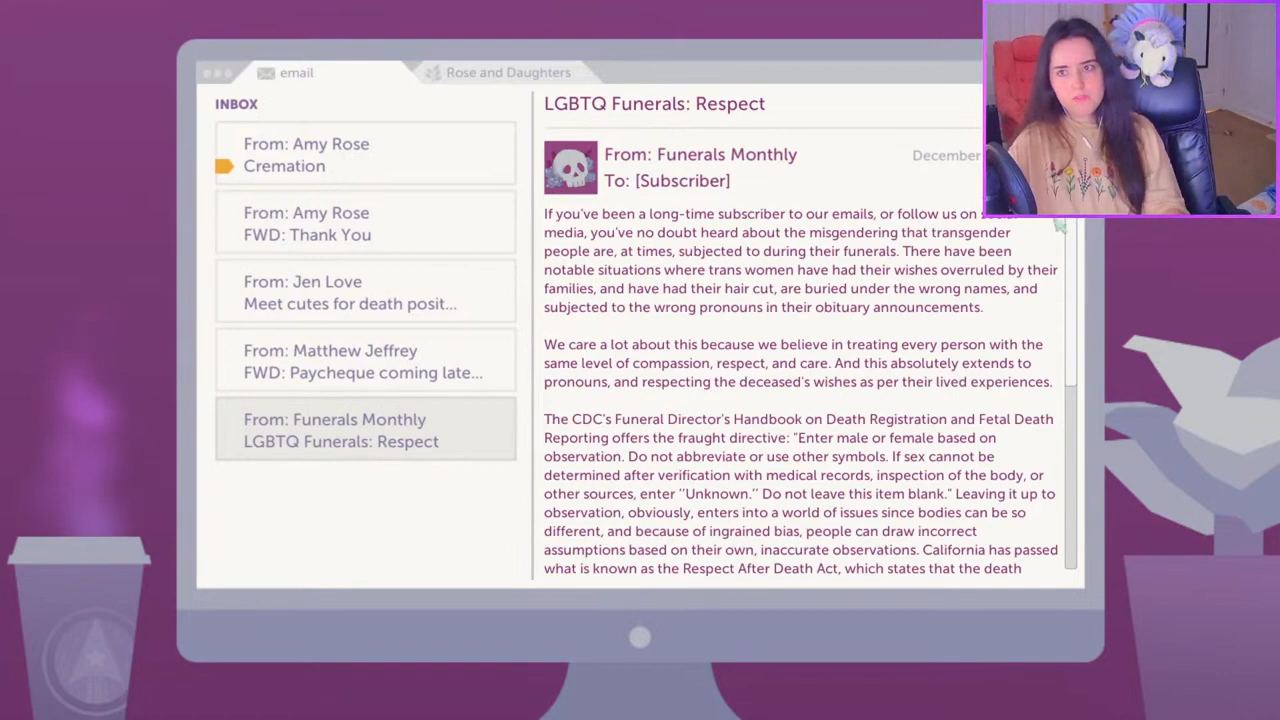 email
Rose and Daughters
INBOX
From: Amy Rose
Cremation
From: Amy Rose
FWD: Thank You
From: Jen Love
Meet cutes for death posit...
From: Matthew Jeffrey
FWD: Paycheque coming late...
From: Funerals Monthly
LGBTQ Funerals: Respect
LGBTQ Funerals: Respect
From: Funerals Monthly
December
To: [Subscriber]
If you've been a long-time subscriber to our emails, or follow us on
media, you've no doubt heard about the misgendering that transgender
people are, at times, subjected to during their funerals. There have been
notable situations where trans women have had their wishes overruled by their
families, and have had their hair cut, are buried under the wrong names, and
subjected to the wrong pronouns in their obituary announcements.
We care a lot about this because we believe in treating every person with the
same level of compassion, respect, and care. And this absolutely extends to
pronouns, and respecting the deceased's wishes as per their lived experiences.
The CDC's Funeral Director's Handbook on Death Registration and Fetal Death
Reporting offers the fraught directive: "Enter male or female based on
observation. Do not abbreviate or use other symbols. If sex cannot be
determined after verification with medical records, inspection of the body, or
other sources, enter ''Unknown.'' Do not leave this item blank." Leaving it up to
observation, obviously, enters into a world of issues since bodies can be so
different, and because of ingrained bias, people can draw incorrect
assumptions based on their own, inaccurate observations. California has passed
what is known as the Respect After Death Act, which states that the death